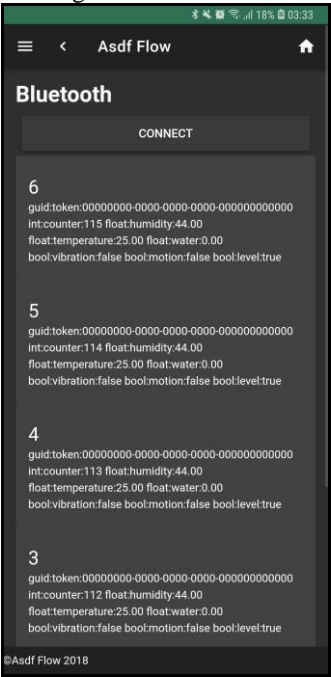 18% 03:33
Asdf Flow
Bluetooth
CONNECT
6
guid:token:00000000-0000-0000-0000-000000000000
int:counter:115 float:humidity:44.00
float:temperature:25.00 float:water:0.00
bool:vibration:false bool:motion:false bool:level:true
5
guid:token:00000000-0000-0000-0000-000000000000
int:counter:114 float:humidity:44.00
float:temperature:25.00 float:water:0.00
bool:vibration:false bool:motion:false bool:level:true
4
guid:token:00000000-0000-0000-0000-000000000000
int:counter:113 float:humidity:44.00
float:temperature:25.00 float:water:0.00
bool:vibration:false bool:motion:false bool:level:true
3
guid:token:00000000-0000-0000-0000-000000000000
int:counter:112 float:humidity:44.00
float:temperature:25.00 float:water:0.00
bool:vibration:false bool:motion:false bool:level:true
©Asdf Flow 2018